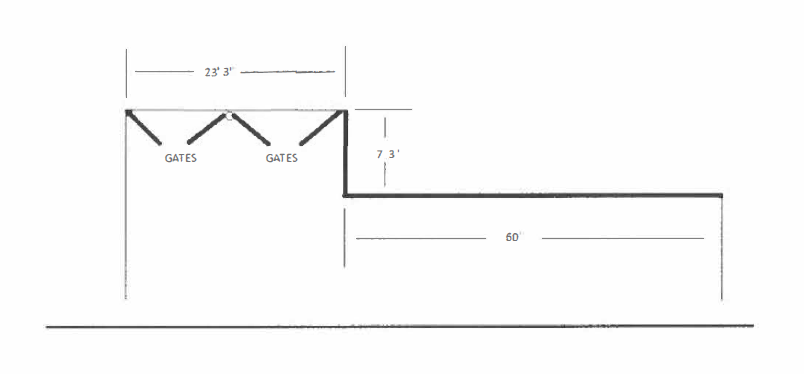 23' 3"
GATES
GATES
7 3'
60'